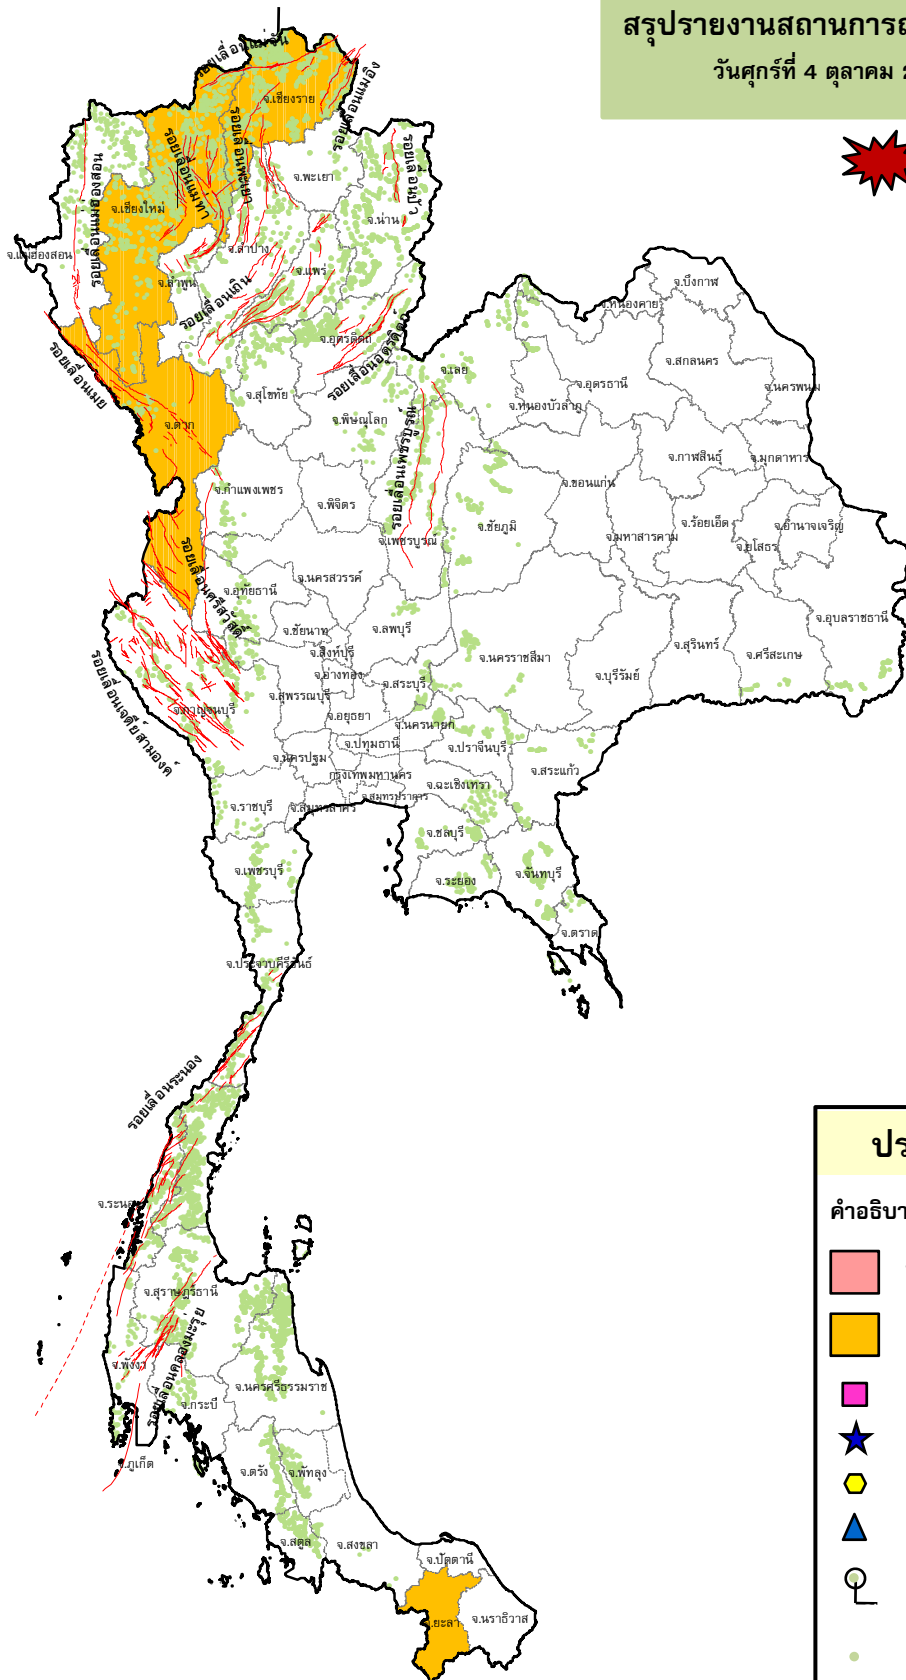 สรุปรายงานสถานการณ์
วันศุกร์ที่ 4 ตุลาคม 2
รอยเลื่อนแม่จัน
จ.เชียงราย
รอยเลื่อนแม่อิง
รอยเลื่อนแม่ฮ่องสอน
รอยเลื่อนแม่ทา
รอยเลื่อนพะเยา
รอยเลื่อนปัว
จ.พะเยา
จ.เชียงใหม่
จ.น่าน
จ.แม่ฮ่องสอน
จ.ลำปาง
จ.แพร่
จ.ลำพูน
รอยเลื่อนเถิน
จ.บึงกาฬ
จ.หนองคาย
จ.อุตรดิตถ์
รอยเลื่อนอุตรดิตถ์
รอยเลื่อนเมย
จ.เลย
จ.สกลนคร
จ.อุดรธานี
จ.นครพนม
จ.สุโขทัย
จ.หนองบัวลำภู
จ.ตาก
จ.พิษณุโลก
รอยเลื่อนเพชรบูรณ์
จ.กาฬสินธุ์
จ.มุกดาหาร
จ.ขอนแก่น
จ.กำแพงเพชร
จ.พิจิตร
จ.ชัยภูมิ
จ.ร้อยเอ็ด
จ.อำนาจเจริญ
จ.เพชรบูรณ์
จ.มหาสารคาม
จ.ยโสธร
รอยเลื่อนศรีสวัสดิ์
จ.นครสวรรค์
จ.อุทัยธานี
จ.ชัยนาท
จ.ลพบุรี
จ.อุบลราชธานี
จ.สิงห์บุรี
จ.นครราชสีมา
จ.สุรินทร์
จ.ศรีสะเกษ
จ.อ่างทอง
จ.บุรีรัมย์
จ.สระบุรี
จ.สุพรรณบุรี
รอยเลื่อนเจดีย์สามองค์
จ.กาญจนบุรี
จ.อยุธยา
จ.นครนายก
จ.ปทุมธานี
จ.ปราจีนบุรี
จ.นครปฐม
จ.สระแก้ว
กรุงเทพมหานคร
จ.ฉะเชิงเทรา
จ.สมุทรปราการ
จ.ราชบุรี
จ.สมุทรสาคร
จ.ชลบุรี
จ.เพชรบุรี
จ.ระยอง
จ.จันทบุรี
จ.ตราด
จ.ประจวบคีรีขันธ์
รอยเลื่อนระนอง
จ.ระนอง
จ.สุราษฎร์ธานี
รอยเลื่อนคลองมะรุ่ย
จ.พังงา
จ.นครศรีธรรมราช
จ.กระบี่
จ.ภูเก็ต
จ.ตรัง
จ.พัทลุง
จ.สตูล
จ.สงขลา
จ.ปัตตานี
จ.ยะลา
จ.นราธิวาส
คำอธิบา